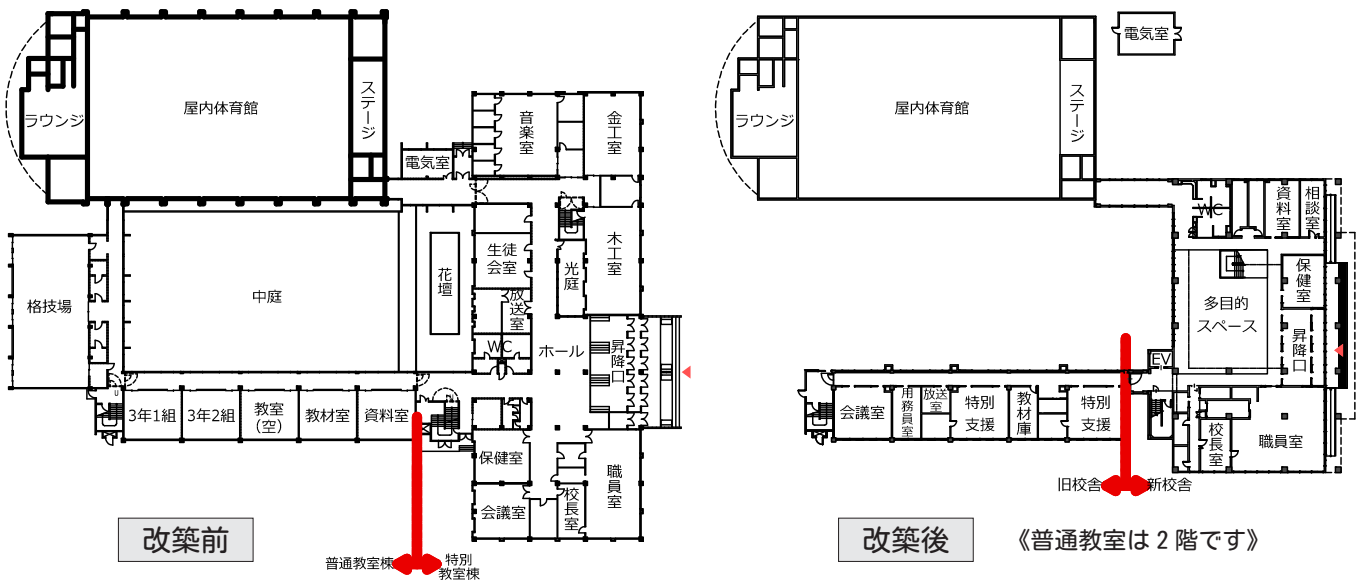 屋内体育館
ステージ
ラウンジ
電気室
音楽室
金工室
生徒
会室
放送室
WC
光庭
木工室
花壇
中庭
格技場
ホール
昇降口
3年1組
3年2組
教室
(空)
教材室
資料室
保健室
会議室
校長室
職員室
改築前
普通教室棟
特別
教室棟
屋内体育館
ステージ
ラウンジ
電気室
WC
資料室
相談室
保健室
多目的
スペース
昇降口
EV
会議室
用務員室
放送
室
特別
支援
教材庫
特別
支援
校長室
職員室
旧校舎
新校舎
改築後
《普通教室は2階です》